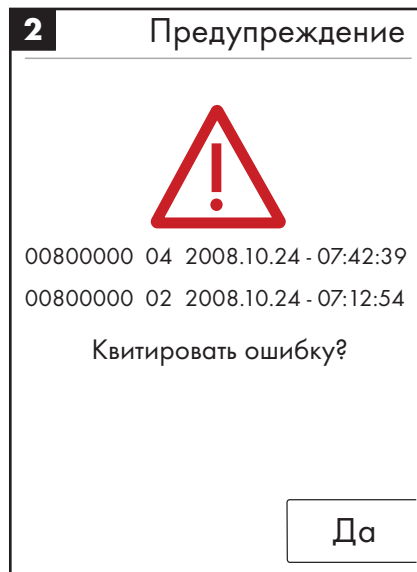 2 Предупреждение
00800000 04 2008.10.24 - 07:42:39
00800000 02 2008.10.24 - 07:12:54
Квитировать ошибку?
Да